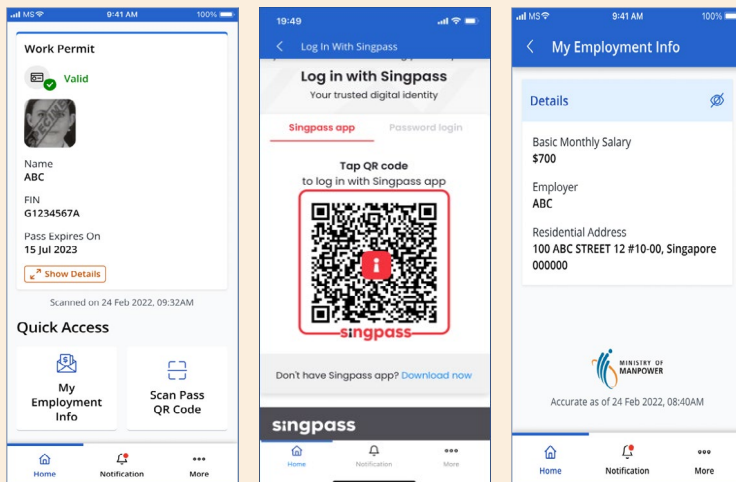 MS
9:41 AM
100%
Work Permit
Valid
SPECIMEN
Name
ABC
FIN
G1234567A
Pass Expires On
15 Jul 2023
Show Details
Scanned on 24 Feb 2022, 09:32AM
Quick Access
My
Employment
Info
Scan Pass
QR Code
Home
Notification
More
19:49
Log In With Singpass
Log in with Singpass
Your trusted digital identity
Singpass app
Password login
Tap QR code
to log in with Singpass app
singpass
Don't have Singpass app? Download now
singpass
Home
Notification
More
MS
9:41 AM
100%
My Employment Info
Details
Basic Monthly Salary
$700
Employer
ABC
Residential Address
100 ABC STREET 12 #10-00, Singapore
000000
MINISTRY OF
MANPOWER
Accurate as of 24 Feb 2022, 08:40AM
Home
Notification
More